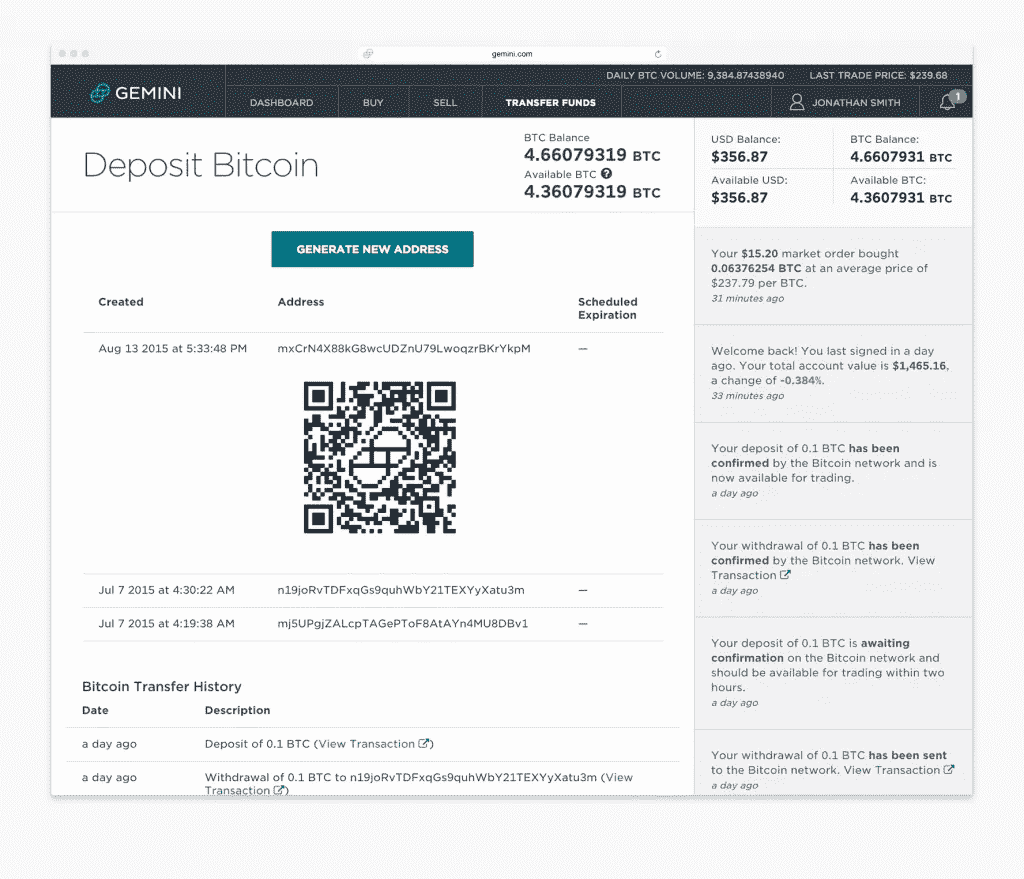 gemini.com
DAILY BTC VOLUME: 9,384.87438940 LAST TRADE PRICE: $239.68
GEMINI
DASHBOARD BUY SELL TRANSFER FUNDS JONATHAN SMITH 1
Deposit Bitcoin
BTC Balance
4.66079319 BTC
Available BTC ?
4.36079319 BTC
USD Balance:
$356.87
BTC Balance:
4.6607931 BTC
Available USD:
$356.87
Available BTC:
4.3607931 BTC
GENERATE NEW ADDRESS
Created Address Scheduled
Expiration
Aug 13 2015 at 5:33:48 PM mxCrN4X88kG8wcUDZnU79LwoqzrBKrYkpM —
Jul 7 2015 at 4:30:22 AM n19joRvTDFxqGs9quhWbY21TEXYyXatu3m —
Jul 7 2015 at 4:19:38 AM mj5UPgjZALcpTAGePToF8AtAYn4MU8DBv1 —
Bitcoin Transfer History
Date Description
a day ago Deposit of 0.1 BTC (View Transaction)
a day ago Withdrawal of 0.1 BTC to n19joRvTDFxqGs9quhWbY21TEXYyXatu3m (View
Transaction)
Your $15.20 market order bought
0.06376254 BTC at an average price of
$237.79 per BTC.
31 minutes ago
Welcome back! You last signed in a day
ago. Your total account value is $1,465.16,
a change of -0.384%.
33 minutes ago
Your deposit of 0.1 BTC has been
confirmed by the Bitcoin network and is
now available for trading.
a day ago
Your withdrawal of 0.1 BTC has been
confirmed by the Bitcoin network. View
Transaction
a day ago
Your deposit of 0.1 BTC is awaiting
confirmation on the Bitcoin network and
should be available for trading within two
hours.
a day ago
Your withdrawal of 0.1 BTC has been sent
to the Bitcoin network. View Transaction
a day ago